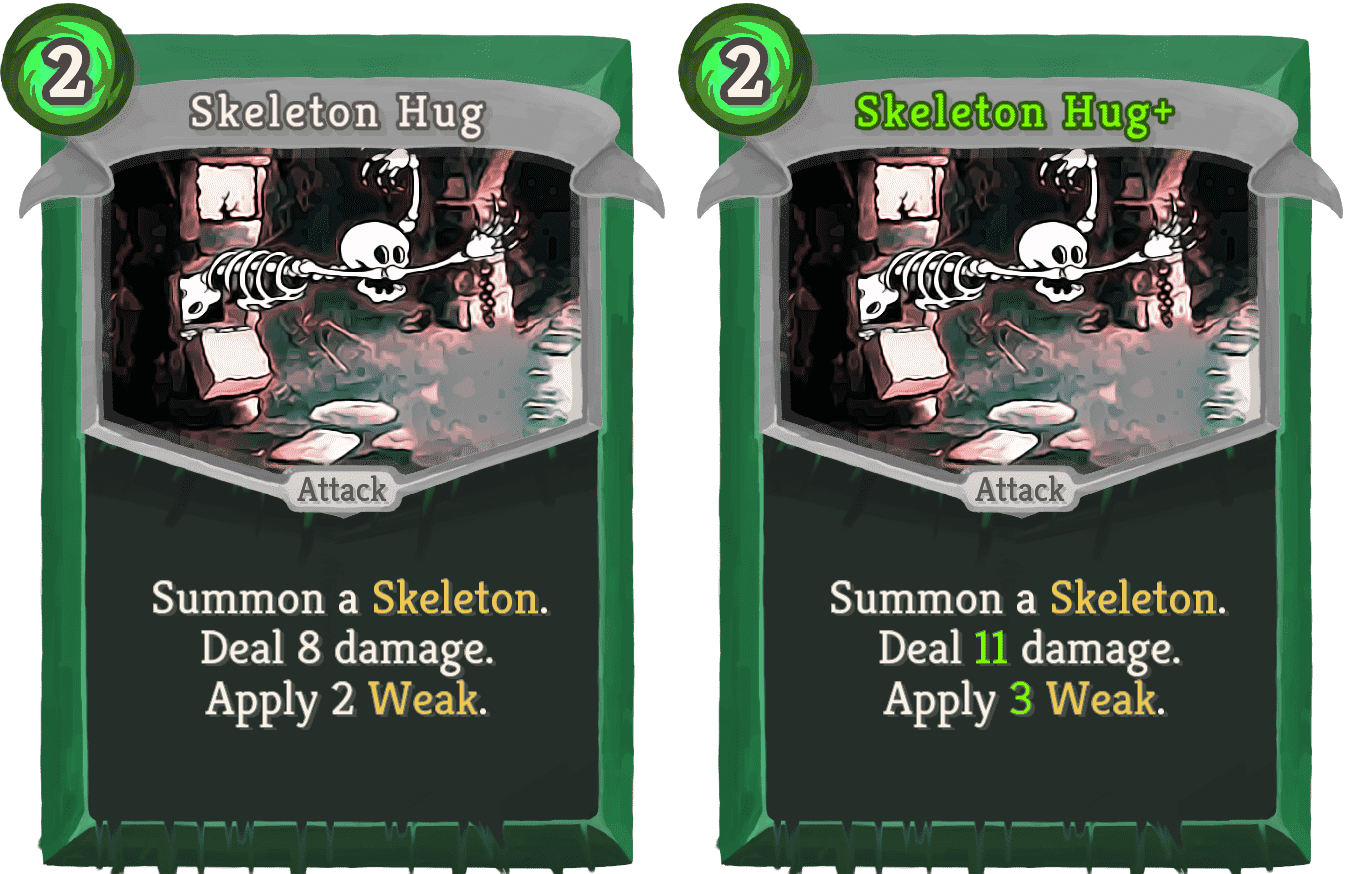 2
Skeleton Hug
Attack
Summon a Skeleton.
Deal 8 damage.
Apply 2 Weak.
2
Skeleton Hug+
Attack
Summon a Skeleton.
Deal 11 damage.
Apply 3 Weak.